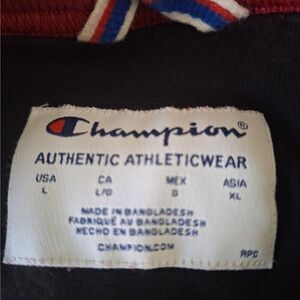 Champion
AUTHENTIC ATHLETICWEAR
USA CA MEX ASIA
L L/G G XL
MADE IN BANGLADESH
FABRIQUÉ AU BANGLADESH
HECHO EN BANGLADESH
CHAMPION.COM RPC